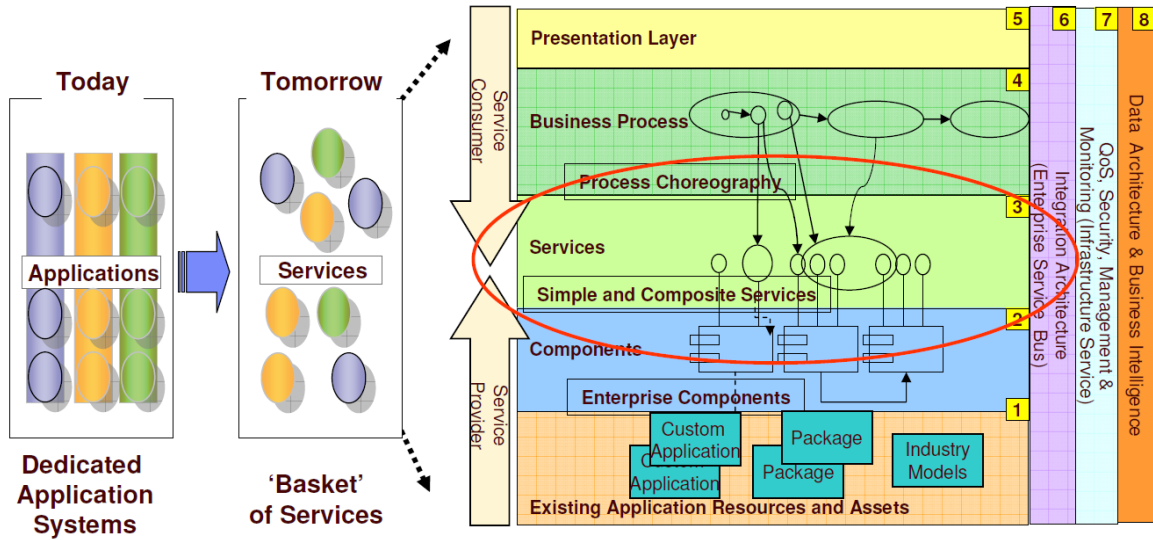 Today
Applications
Dedicated
Application
Systems
Tomorrow
Services
‘Basket’
of Services
Service
Consumer
Service
Provider
5
Presentation Layer
4
Business Process
Process Choreography
3
Services
Simple and Composite Services
2
Components
Enterprise Components
1
Custom
Application
Custom
Application
Package
Package
Industry
Models
Existing Application Resources and Assets
6
Integration Architecture
(Enterprise Service Bus)
7
QoS, Security, Management &
Monitoring (Infrastructure Service)
8
Data Architecture & Business Intelligence